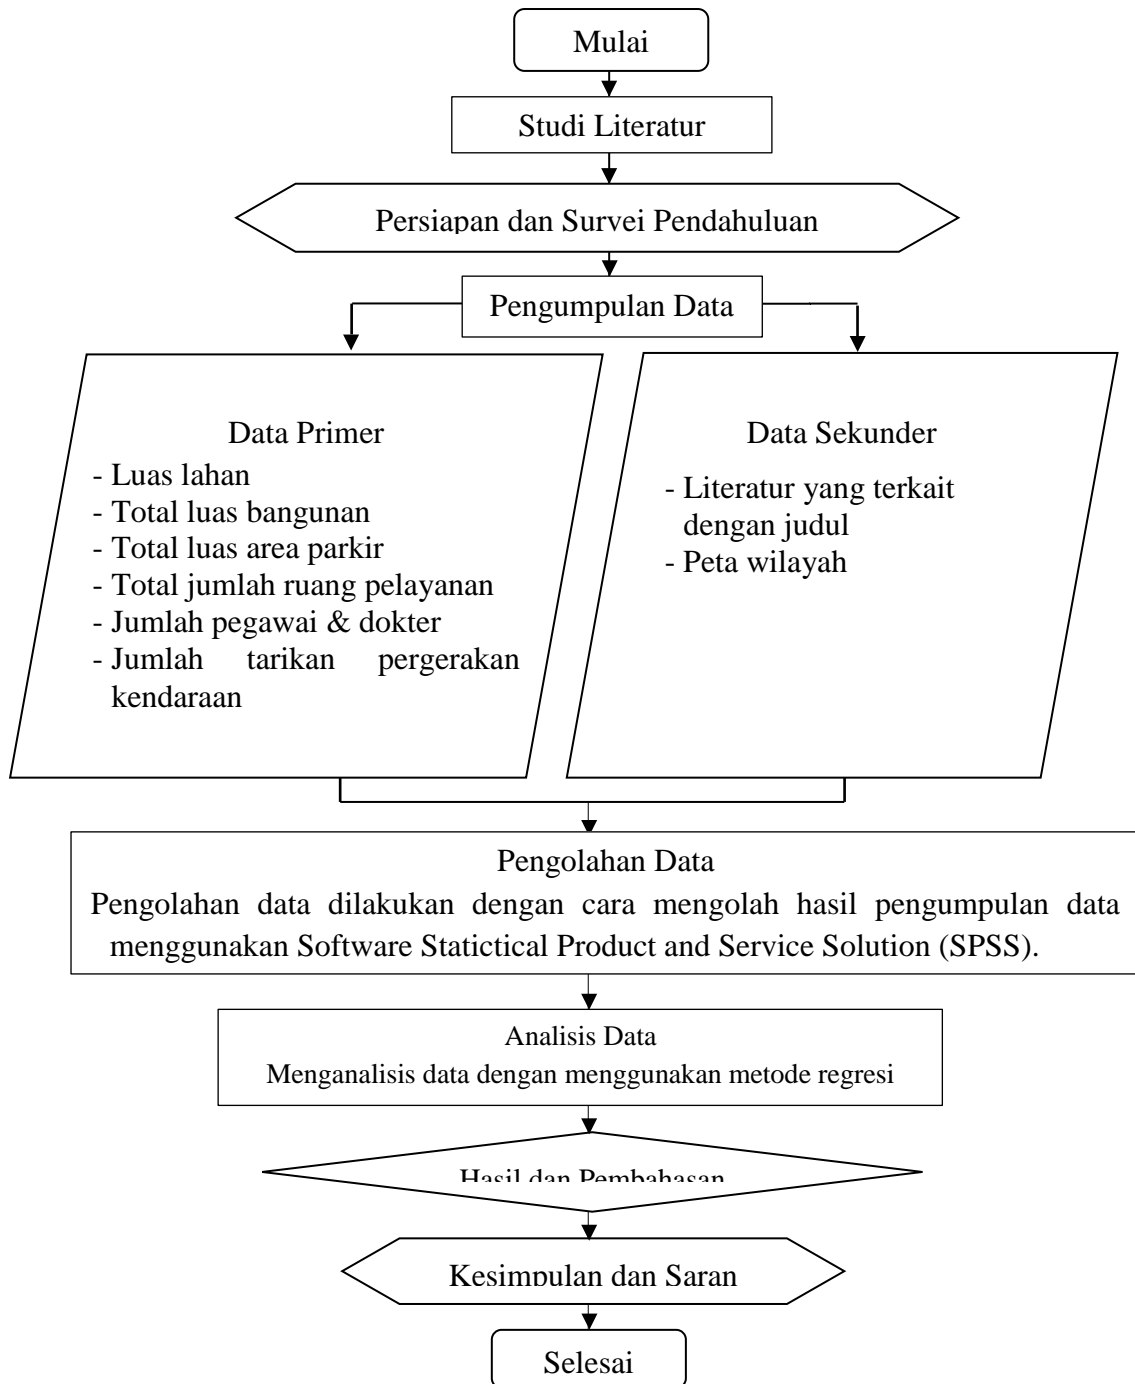 Mulai
Studi Literatur
Persiapan dan Survei Pendahuluan
Pengumpulan Data
Data Primer
- Luas lahan
- Total luas bangunan
- Total luas area parkir
- Total jumlah ruang pelayanan
- Jumlah pegawai & dokter
- Jumlah tarikan pergerakan
kendaraan
Data Sekunder
- Literatur yang terkait
dengan judul
- Peta wilayah
Pengolahan Data
Pengolahan data dilakukan dengan cara mengolah hasil pengumpulan data
menggunakan Software Statictical Product and Service Solution (SPSS).
Analisis Data
Menganalisis data dengan menggunakan metode regresi
Hasil dan Pembahasan
Kesimpulan dan Saran
Selesai